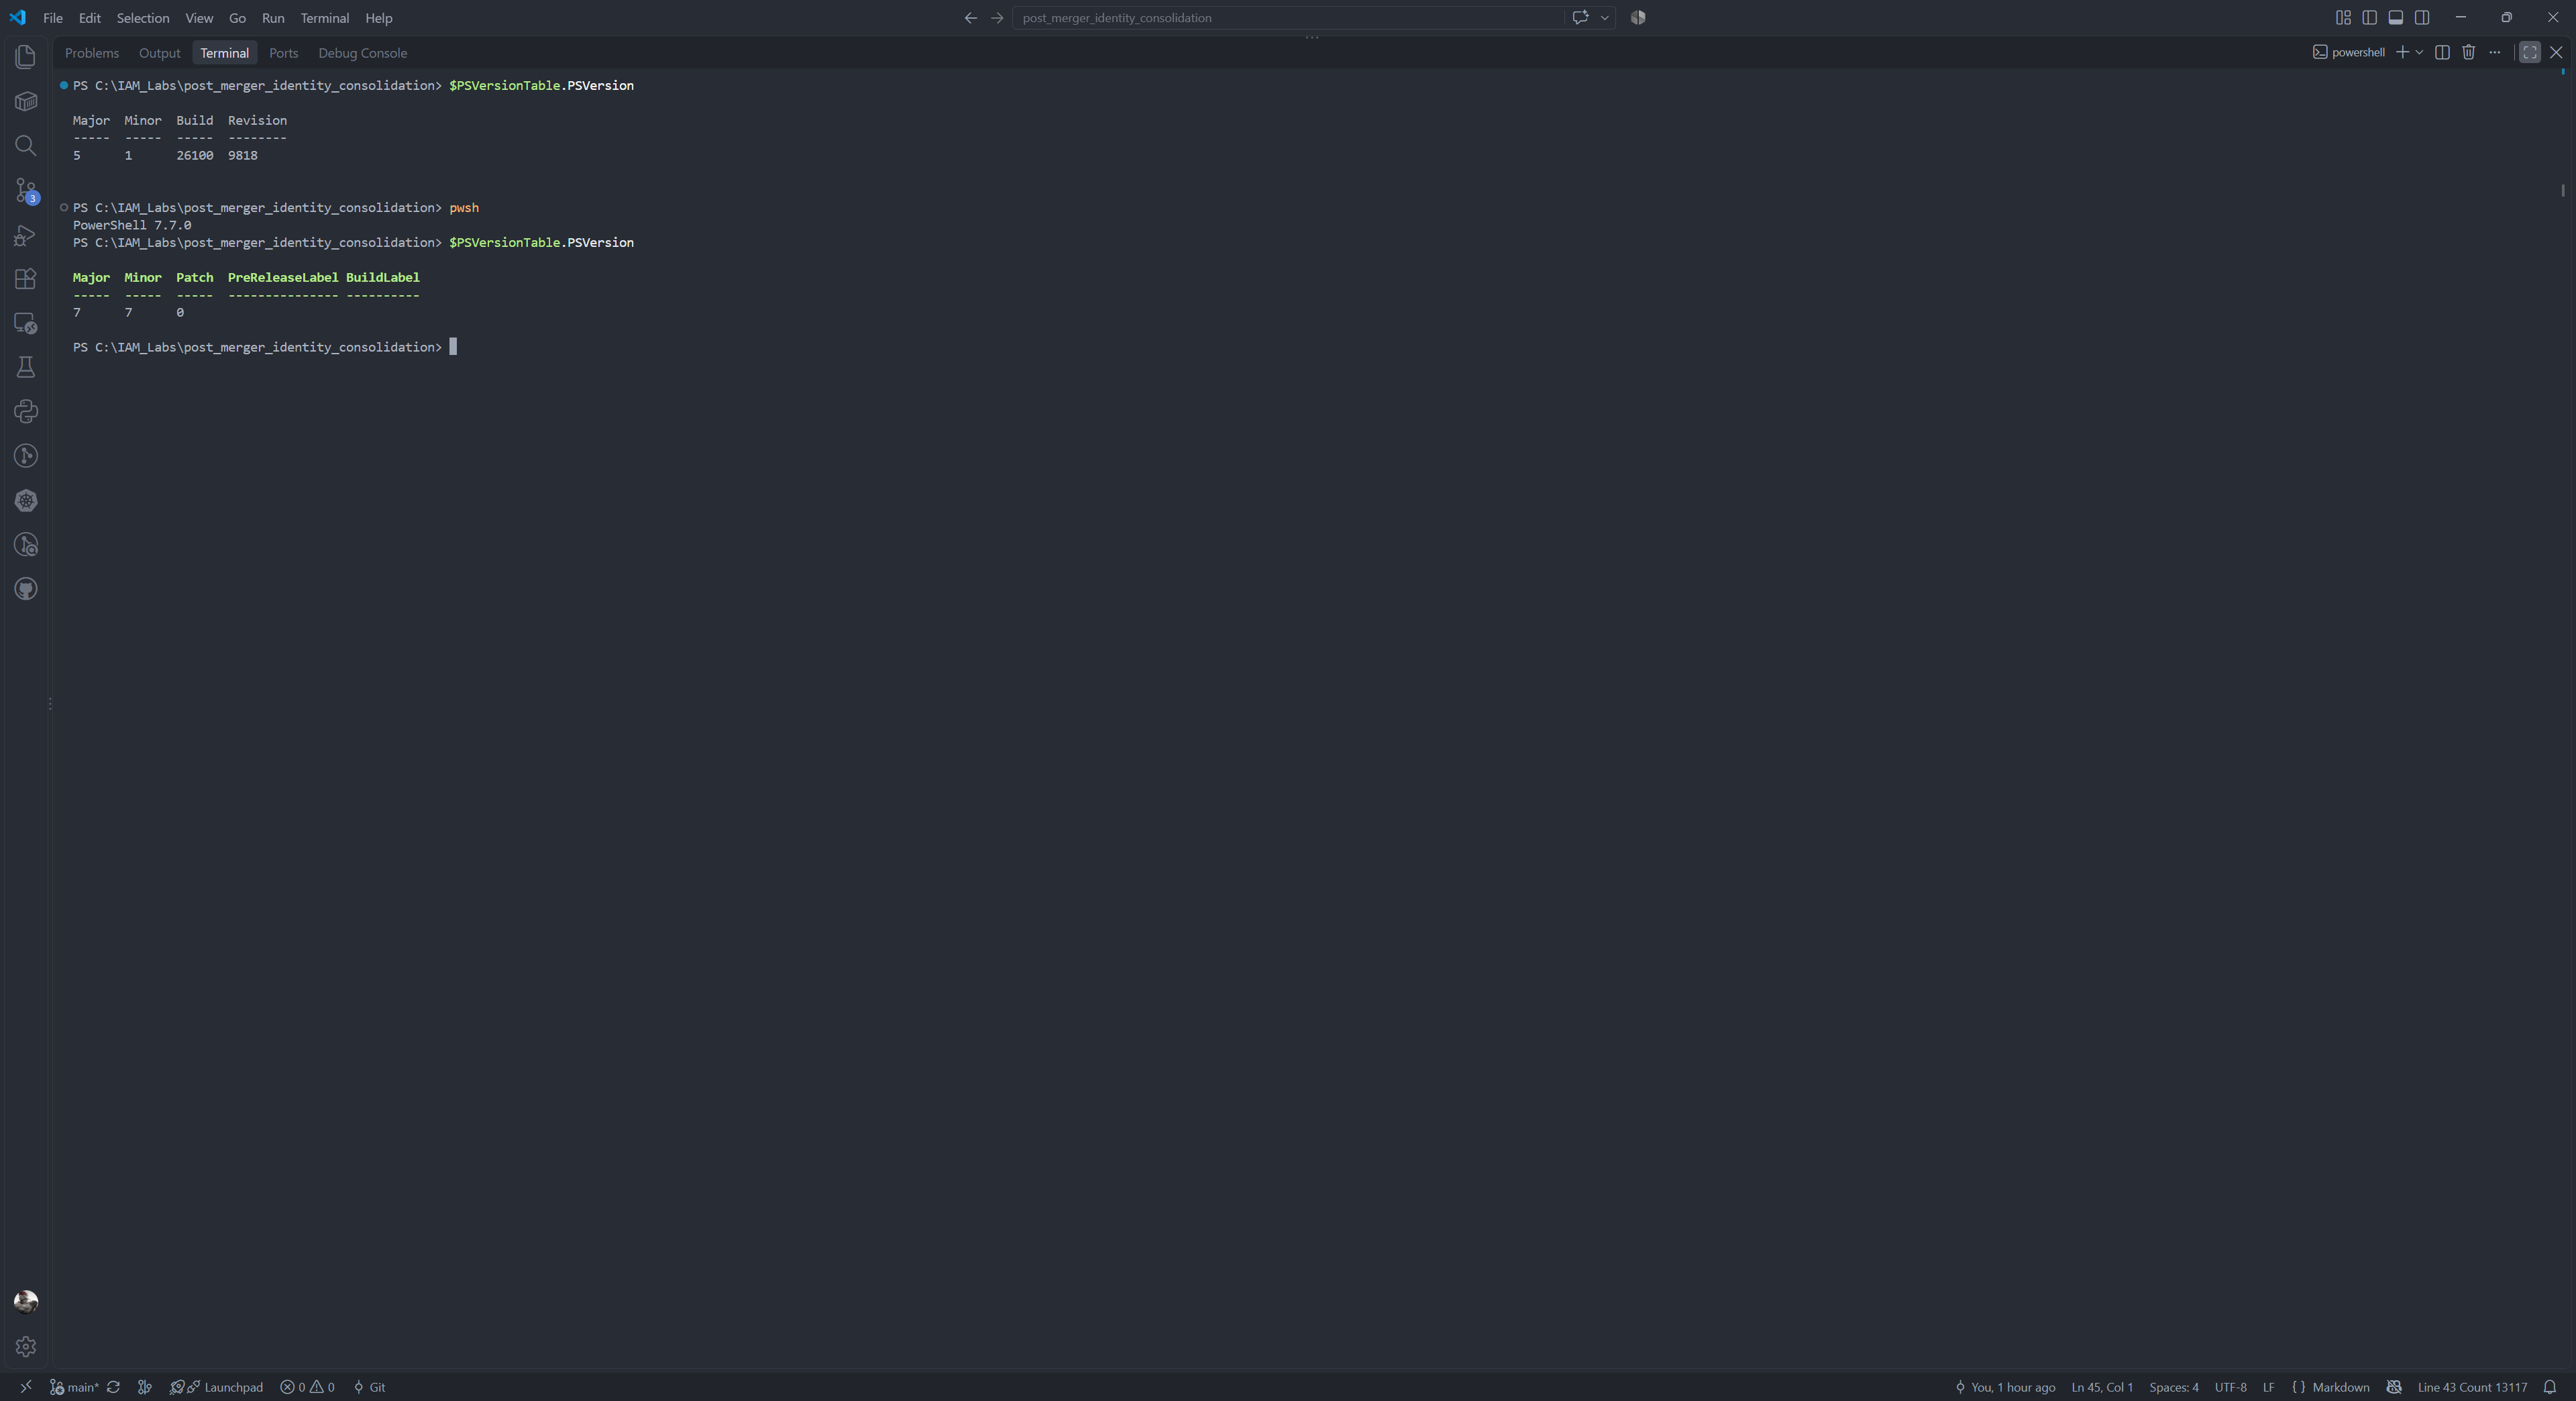 File Edit Selection View Go Run Terminal Help
post_merger_identity_consolidation
Problems Output Terminal Ports Debug Console
powershell
PS C:\IAM_Labs\post_merger_identity_consolidation> $PSVersionTable.PSVersion
Major Minor Build Revision
----- ----- ----- --------
5 1 26100 9818
3
PS C:\IAM_Labs\post_merger_identity_consolidation> pwsh
PowerShell 7.7.0
PS C:\IAM_Labs\post_merger_identity_consolidation> $PSVersionTable.PSVersion
Major Minor Patch PreReleaseLabel BuildLabel
----- ----- ----- --------------- ----------
7 7 0
PS C:\IAM_Labs\post_merger_identity_consolidation>
main* Launchpad 0 0 Git
You, 1 hour ago Ln 45, Col 1 Spaces: 4 UTF-8 LF { } Markdown Line 43 Count 13117